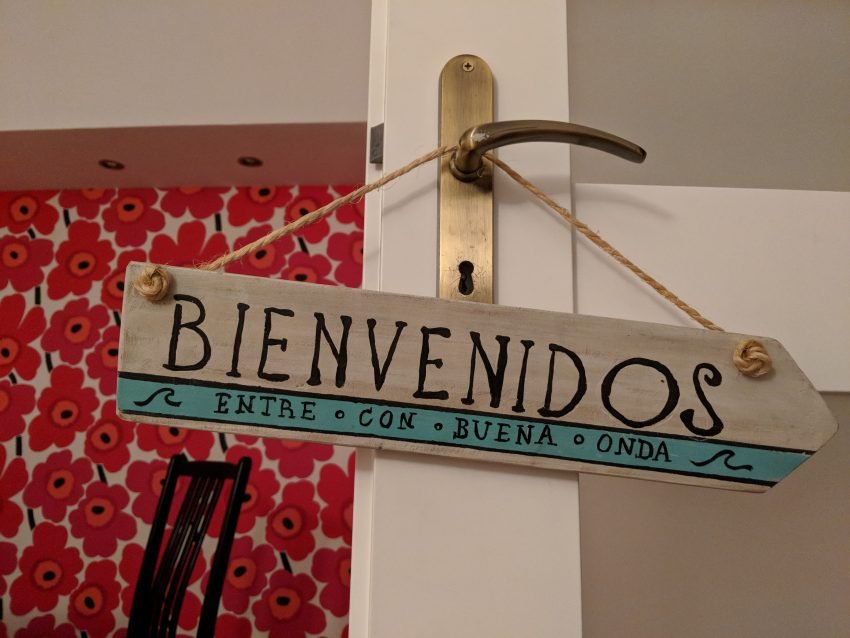 BIENVENIDOS
ENTRE • CON • BUENA • ONDA